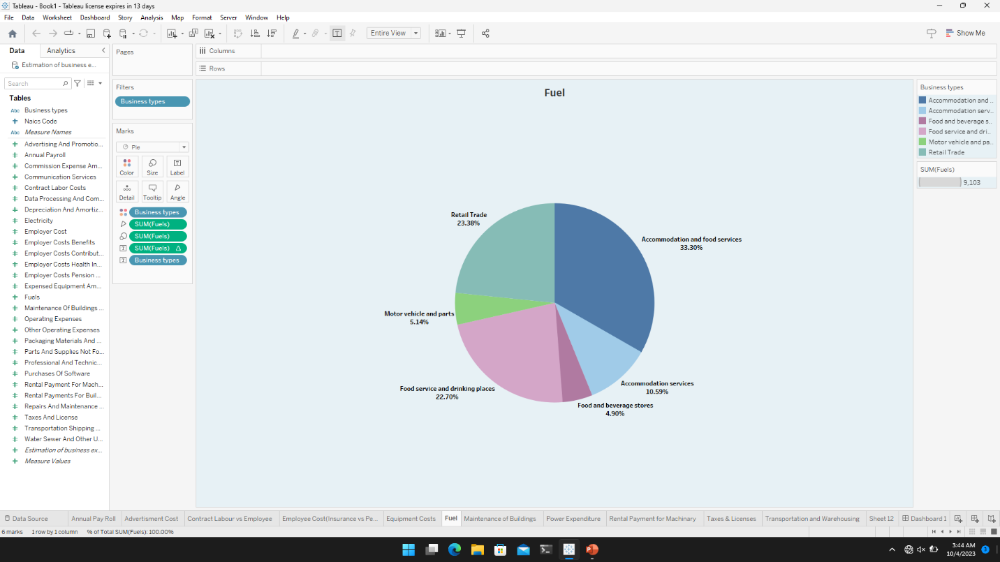 Tableau - Book1 - Tableau license expires in 13 days
File Data Worksheet Dashboard Story Analysis Map Format Server Window Help
Entire View
Show Me
Data Analytics
Estimation of business e...
Search
Tables
Abc Business types
# Naics Code
Abc Measure Names
# Advertising And Promotio...
# Annual Payroll
# Commission Expense Am...
# Communication Services
# Contract Labor Costs
# Data Processing And Com...
# Depreciation And Amortiz...
# Electricity
# Employer Cost
# Employer Costs Benefits
# Employer Costs Contribut...
# Employer Costs Health In...
# Employer Costs Pension ...
# Expensed Equipment Am...
# Fuels
# Maintenance Of Buildings ...
# Operating Expenses
# Other Operating Expenses
# Packaging Materials And ...
# Parts And Supplies Not Fo...
# Professional And Technic...
# Purchases Of Software
# Rental Payment For Mach...
# Rental Payments For Buil...
# Repairs And Maintenance ...
# Taxes And License
# Transportation Shipping ...
# Water Sewer And Other U...
# Estimation of business ex...
# Measure Values
Pages
Filters
Business types
Marks
Pie
Color Size Label
Detail Tooltip Angle
Business types
SUM(Fuels)
SUM(Fuels)
SUM(Fuels) Δ
Business types
Columns
Rows
Fuel
Retail Trade
23.38%
Accommodation and food services
33.30%
Motor vehicle and parts
5.14%
Accommodation services
10.59%
Food service and drinking places
22.70%
Food and beverage stores
4.90%
Business types
Accommodation and ..
Accommodation serv..
Food and beverage s..
Food service and dri..
Motor vehicle and pa..
Retail Trade
SUM(Fuels)
9,103
Data Source Annual Pay Roll Advertisment Cost Contract Labour vs Employee Employee Cost(Insurance vs Pe... Equipment Costs Fuel Maintenance of Buildings Power Expenditure Rental Payment for Machinary Taxes & Licenses Transportation and Warehousing Sheet 12 Dashboard 1
6 marks 1 row by 1 column % of Total SUM(Fuels): 100.00%
3:44 AM
10/4/2023
3